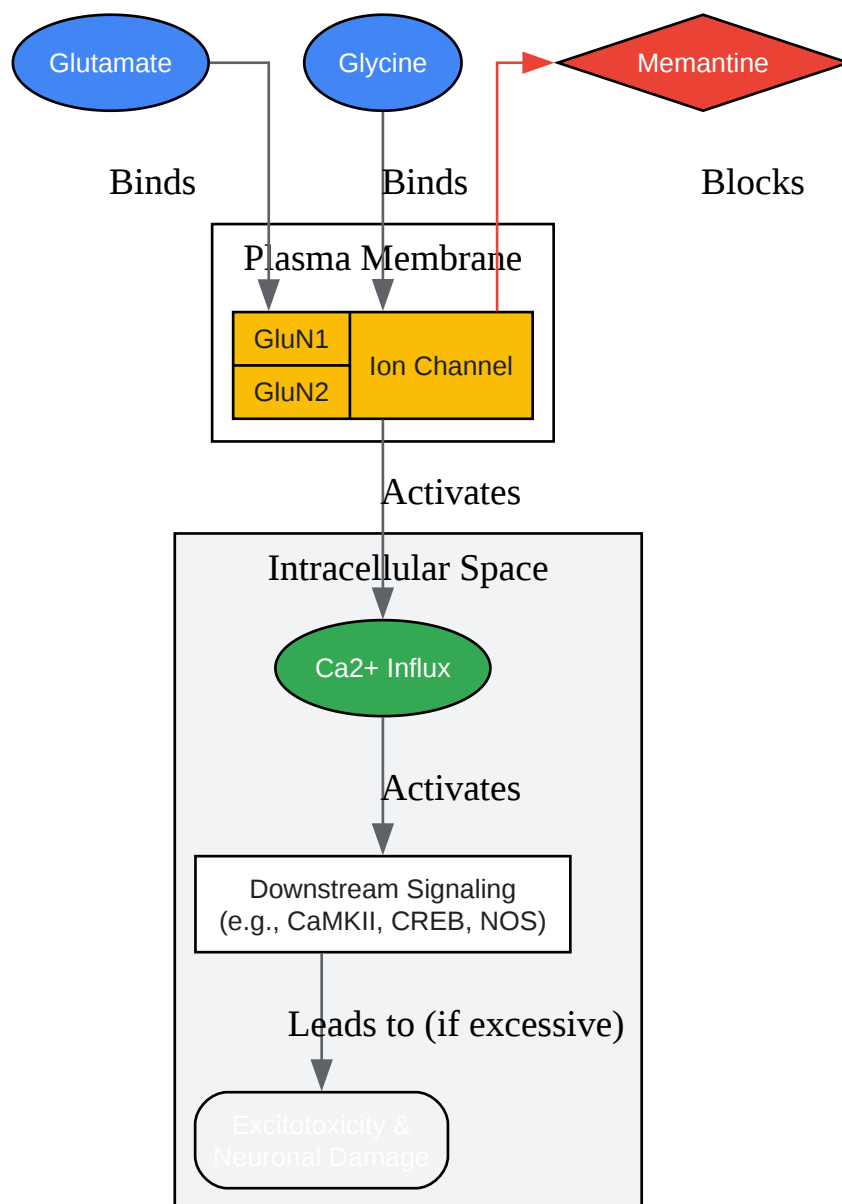 Glutamate
Glycine
Memantine
Binds
Binds
Blocks
Plasma Membrane
GluN1
GluN2
Ion Channel
Activates
Intracellular Space
Ca2+ Influx
Activates
Downstream Signaling
(e.g., CaMKII, CREB, NOS)
Leads to (if excessive)
Excitotoxicity &
Neuronal Damage